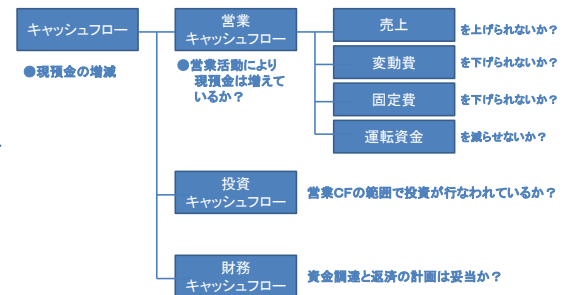 キャッシュフロー
●現預金の増減
営業
キャッシュフロー
●営業活動により
現預金は増えて
いるか？
売上
を上げられないか？
変動費
を下げられないか？
固定費
を下げられないか？
運転資金
を減らせないか？
投資
キャッシュフロー
営業CFの範囲で投資が行なわれているか？
財務
キャッシュフロー
資金調達と返済の計画は妥当か？